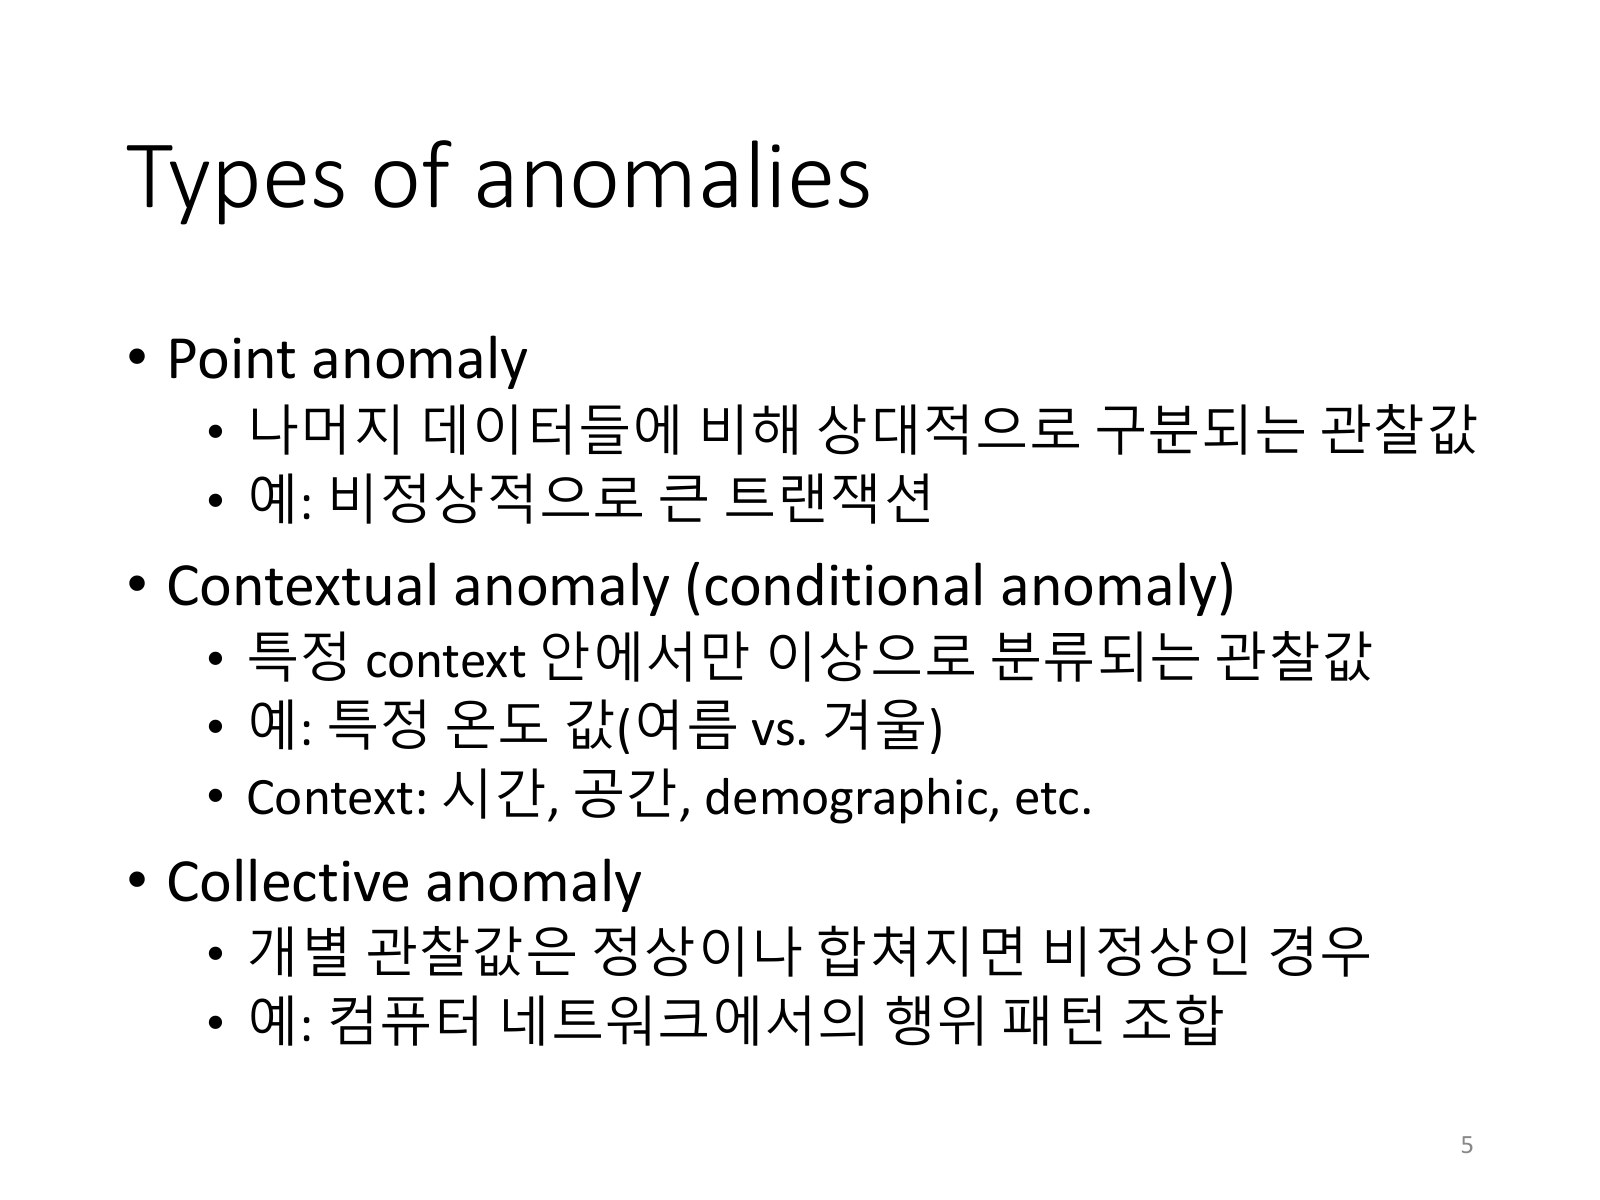 Types of anomalies
• Point anomaly
• 나머지 데이터들에 비해 상대적으로 구분되는 관찰값
• 예: 비정상적으로 큰 트랜잭션
• Contextual anomaly (conditional anomaly)
• 특정 context 안에서만 이상으로 분류되는 관찰값
• 예: 특정 온도 값(여름 vs. 겨울)
• Context: 시간, 공간, demographic, etc.
• Collective anomaly
• 개별 관찰값은 정상이나 합쳐지면 비정상인 경우
• 예: 컴퓨터 네트워크에서의 행위 패턴 조합
5